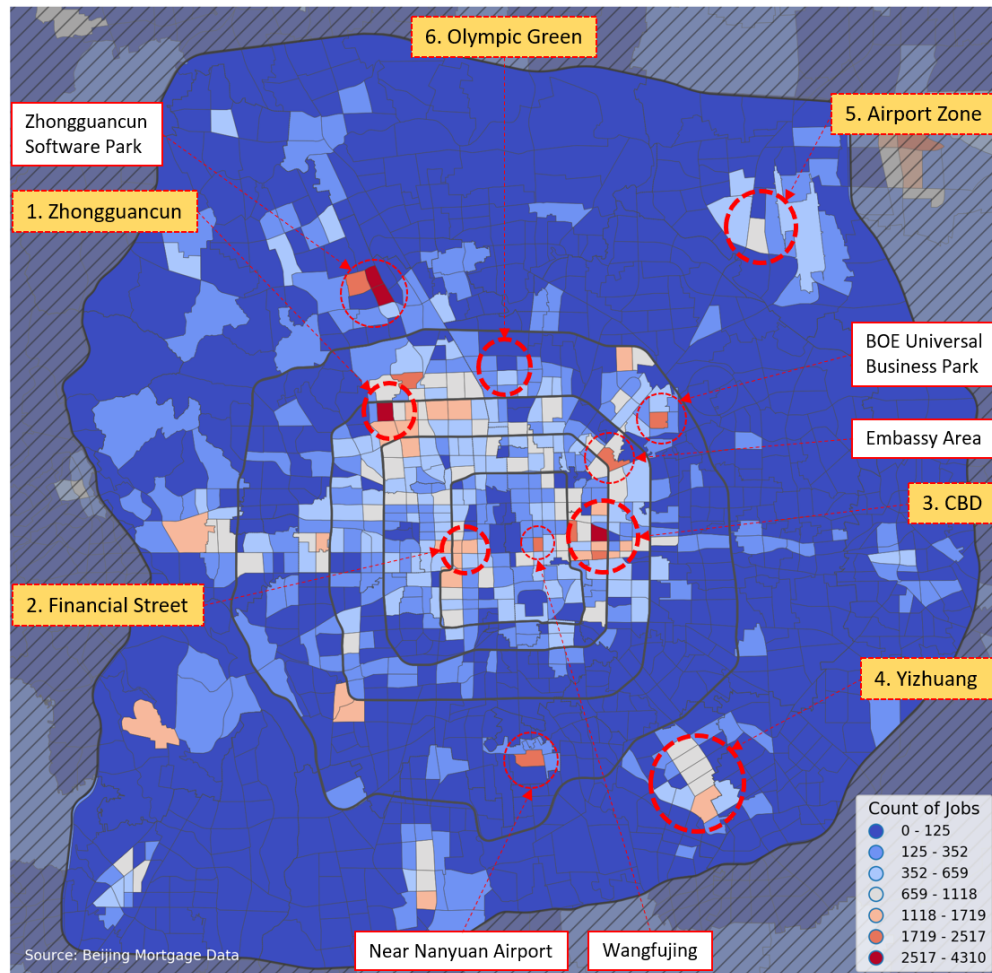 6. Olympic Green
5. Airport Zone
Zhongguancun
Software Park
1. Zhongguancun
BOE Universal
Business Park
Embassy Area
3. CBD
2. Financial Street
4. Yizhuang
Count of Jobs
0 - 125
125 - 352
352 - 659
659 - 1118
1118 - 1719
1719 - 2517
2517 - 4310
Near Nanyuan Airport
Wangfujing
Source: Beijing Mortgage Data